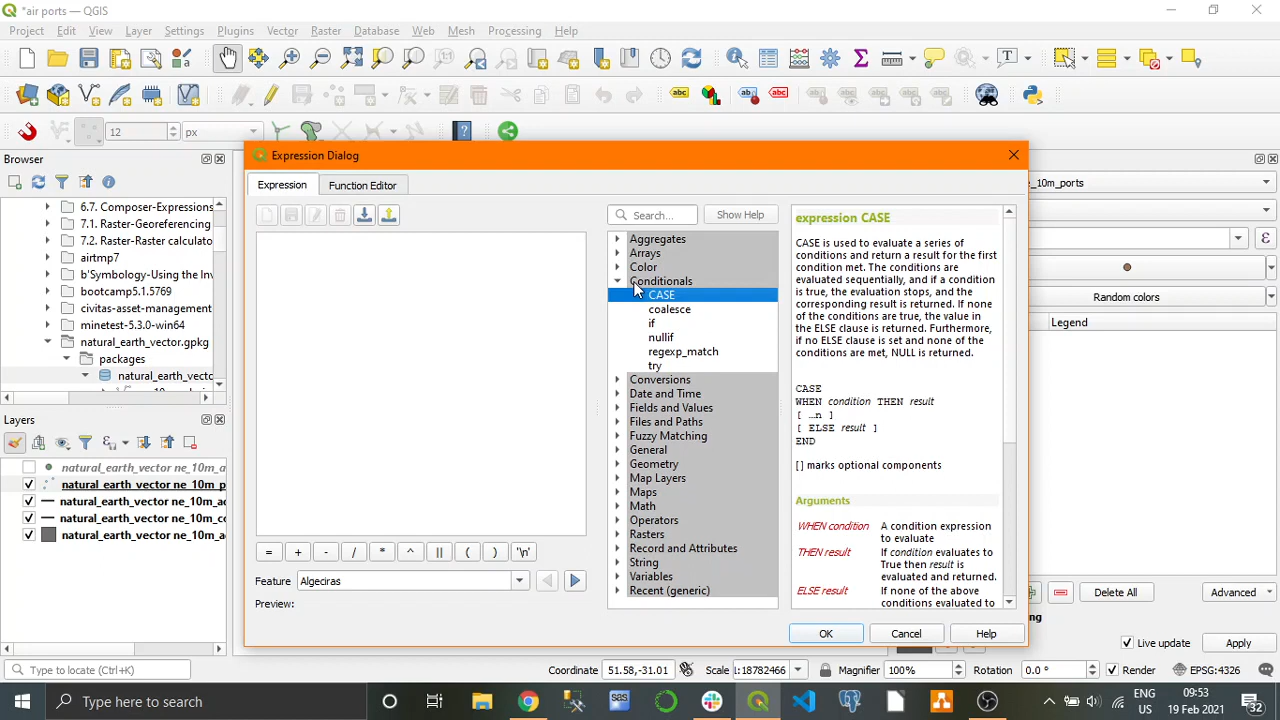 *air ports — QGIS
Project Edit View Layer Settings Plugins Vector Raster Database Web Mesh Processing Help
12 px
Browser
6.7. Composer-Expressions
7.1. Raster-Georeferencing
7.2. Raster-Raster calculato
airtmp7
b'Symbology-Using the Inv
bootcamp5.1.5769
civitas-asset-management
minetest-5.3.0-win64
natural_earth_vector.gpkg
packages
natural_earth_vecto
Layers
natural_earth_vector ne_10m_a
natural_earth_vector ne_10m_p
natural_earth_vector ne_10m_ac
natural_earth_vector ne_10m_co
natural_earth_vector ne_10m_ac
Expression Dialog
Expression Function Editor
Search... Show Help
Aggregates
Arrays
Color
Conditionals
CASE
coalesce
if
nullif
regexp_match
try
Conversions
Date and Time
Fields and Values
Files and Paths
Fuzzy Matching
General
Geometry
Map Layers
Maps
Math
Operators
Rasters
Record and Attributes
String
Variables
Recent (generic)
expression CASE
CASE is used to evaluate a series of
conditions and return a result for the first
condition met. The conditions are
evaluated sequentially, and if a condition
is true, the evaluation stops, and the
corresponding result is returned. If none
of the conditions are true, the value in
the ELSE clause is returned. Furthermore,
if no ELSE clause is set and none of the
conditions are met, NULL is returned.
CASE
WHEN condition THEN result
[ …n ]
[ ELSE result ]
END
[ ] marks optional components
Arguments
WHEN condition A condition expression
to evaluate
THEN result If condition evaluates to
True then result is
evaluated and returned.
ELSE result If none of the above
conditions evaluated to
= + - / * ^ || ( ) '\n'
Feature Algeciras
Preview:
OK Cancel Help
e_10m_ports
ε
Random colors
Legend
Delete All Advanced
ng
Live update Apply
Type to locate (Ctrl+K) Coordinate 51.58,-31.01 Scale 1:18782466 Magnifier 100% Rotation 0.0 ° Render EPSG:4326
Type here to search
ENG
09:53
19 Feb 2021
32